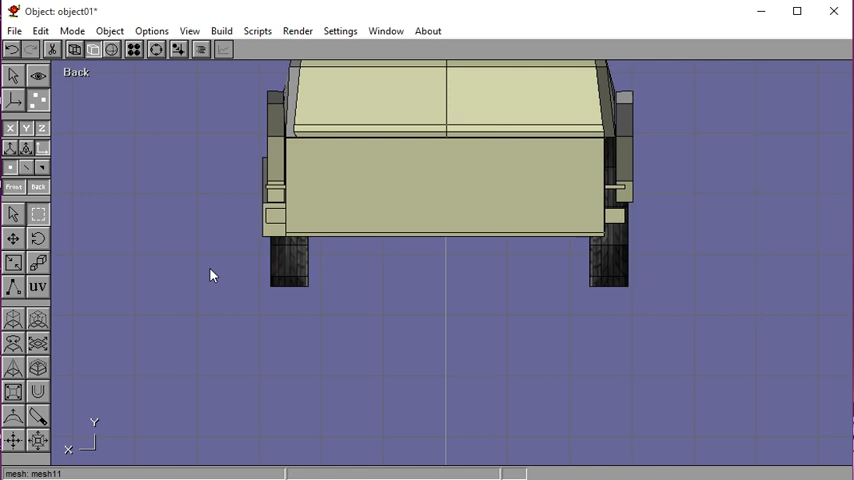 Object: object01*
File Edit Mode Object Options View Build Scripts Render Settings Window About
Back
X Y Z
Front Back
uv
Y
X
mesh: mesh11